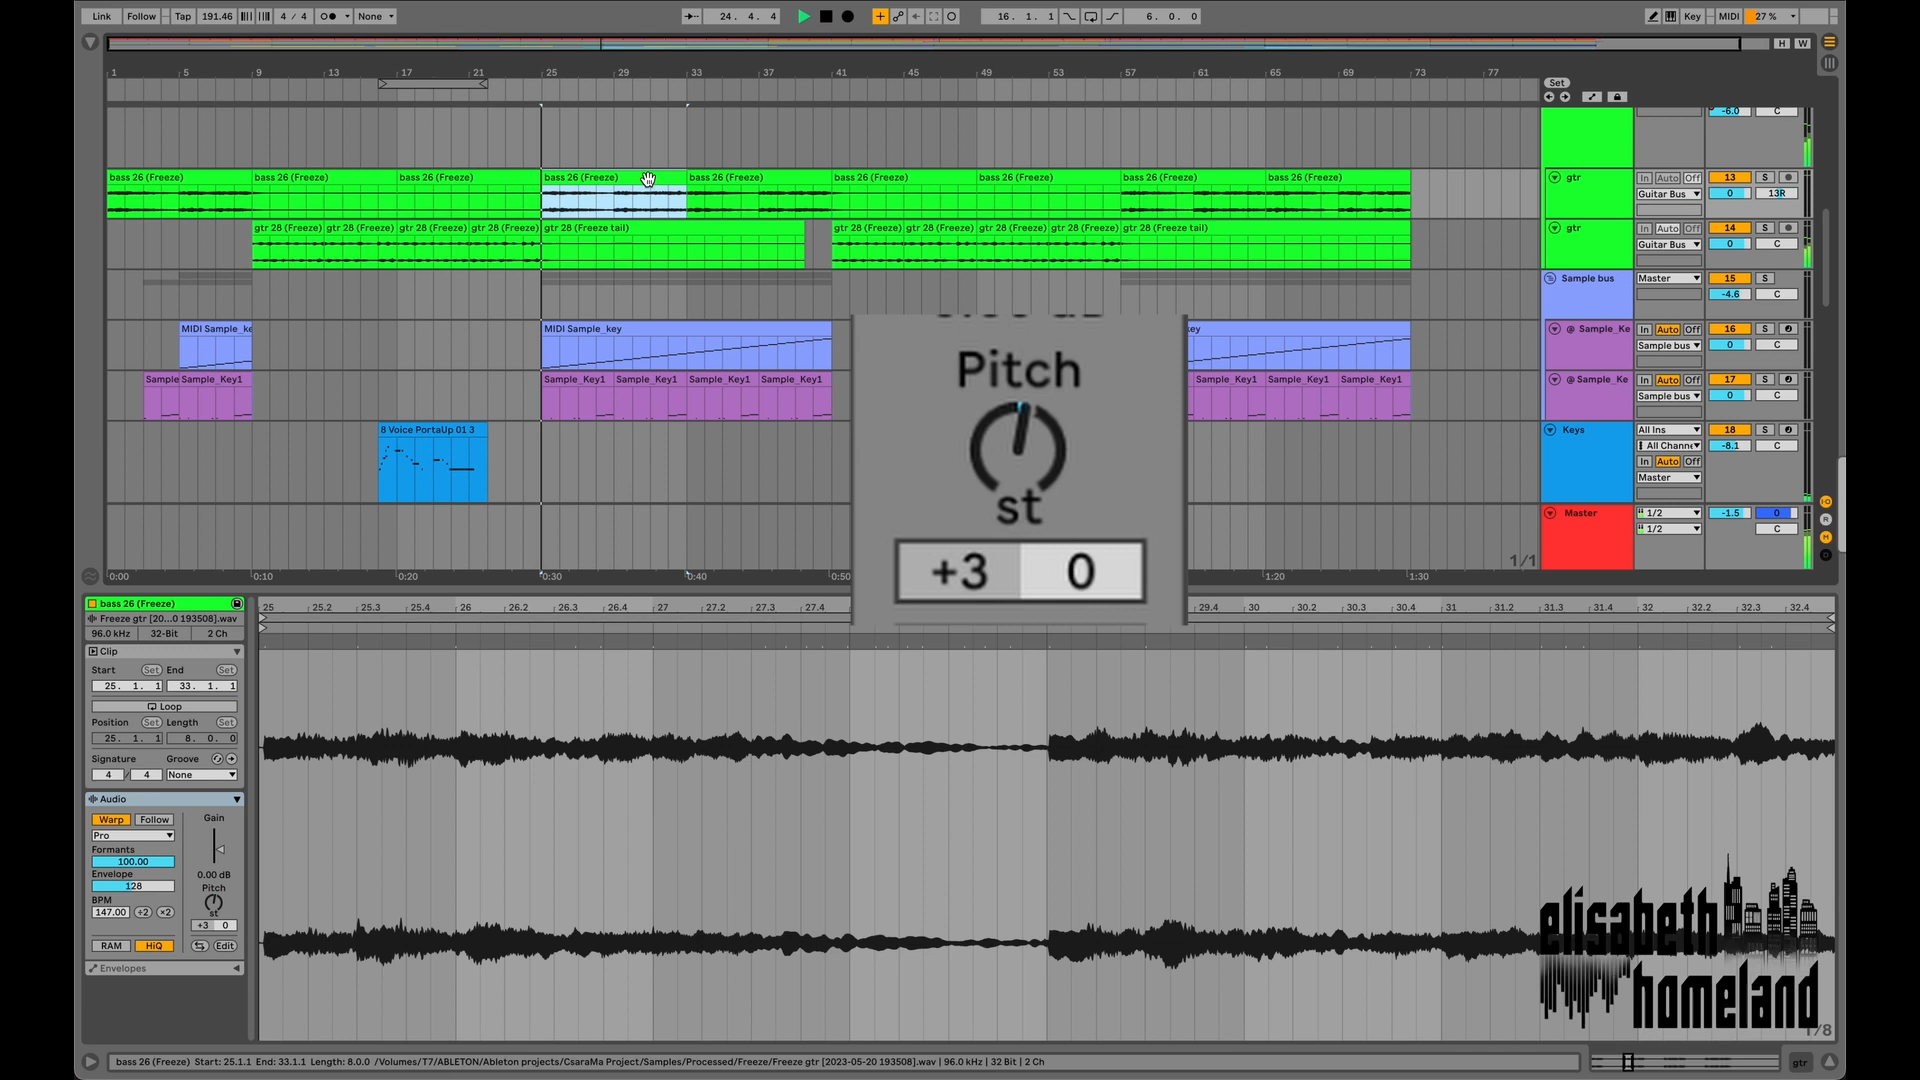 Link Follow Tap 191.46 4 / 4 None 24. 4. 4 16. 1. 1 6. 0. 0 Key MIDI 27 %
H W
1 5 9 13 17 21 25 29 33 37 41 45 49 53 57 61 65 69 73 77
Set
-6.0 C
bass 26 (Freeze) bass 26 (Freeze) bass 26 (Freeze) bass 26 (Freeze) bass 26 (Freeze) bass 26 (Freeze) bass 26 (Freeze) bass 26 (Freeze) bass 26 (Freeze) gtr In Auto Off 13 S
Guitar Bus 0 13R
gtr 28 (Freeze) gtr 28 (Freeze) gtr 28 (Freeze) gtr 28 (Freeze) gtr 28 (Freeze tail) gtr 28 (Freeze) gtr 28 (Freeze) gtr 28 (Freeze) gtr 28 (Freeze) gtr 28 (Freeze tail) gtr In Auto Off 14 S
Guitar Bus 0 C
Sample bus Master 15 S
-4.6 C
MIDI Sample_ke MIDI Sample_key ey @ Sample_Ke In Auto Off 16 S
Sample bus 0 C
Sample Sample_Key1 Sample_Key1 Sample_Key1 Sample_Key1 Sample_Key1 Sample_Key1 Sample_Key1 Sample_Key1 @ Sample_Ke In Auto Off 17 S
Sample bus 0 C
8 Voice PortaUp 01 3 Keys All Ins 18 S
All Channe -8.1 C
In Auto Off
Master
Master 1/2 -1.5 0
1/2 C
Pitch
st
+3 0
1/1
0:00 0:10 0:20 0:30 0:40 0:50 1:20 1:30
bass 26 (Freeze)
Freeze gtr [20...0 193508].wav
96.0 kHz 32-Bit 2 Ch
25 25.2 25.3 25.4 26 26.2 26.3 26.4 27 27.2 27.3 27.4 29.4 30 30.2 30.3 30.4 31 31.2 31.3 31.4 32 32.2 32.3 32.4
Clip
Start Set End Set
25. 1. 1 33. 1. 1
Loop
Position Set Length Set
25. 1. 1 8. 0. 0
Signature Groove
4 / 4 None
Audio
Warp Follow Gain
Pro
Formants
100.00
Envelope 0.00 dB
128 Pitch
BPM
147.00 ÷2 ×2 st
+3 0
RAM HiQ Edit
Envelopes
elisabeth
homeland
1/8
bass 26 (Freeze) Start: 25.1.1 End: 33.1.1 Length: 8.0.0 /Volumes/T7/ABLETON/Ableton projects/CsaraMa Project/Samples/Processed/Freeze/Freeze gtr [2023-05-20 193508].wav | 96.0 kHz | 32 Bit | 2 Ch
gtr